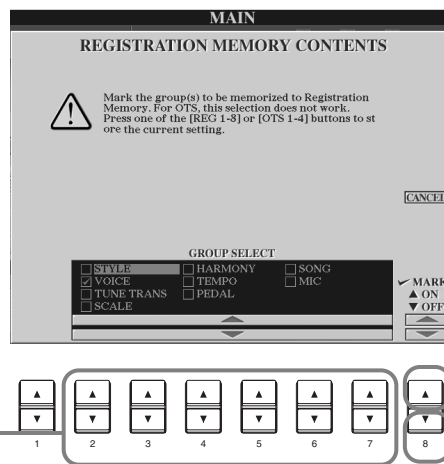 MAIN
REGISTRATION MEMORY CONTENTS
Mark the group(s) to be memorized to Registration
Memory. For OTS, this selection does not work.
Press one of the [REG 1-8] or [OTS 1-4] buttons to st
ore the current setting.
CANCEL
GROUP SELECT
STYLE HARMONY SONG
✓ VOICE TEMPO MIC
TUNE TRANS PEDAL
SCALE
✓ MARK
▲ ON
▼ OFF
1 2 3 4 5 6 7 8